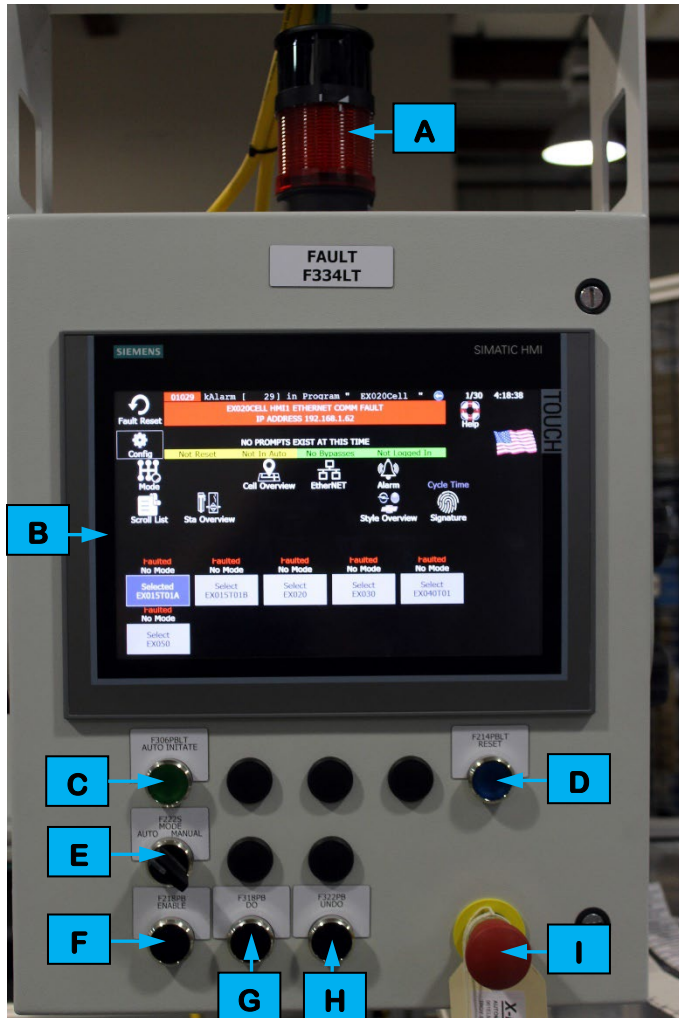 A
FAULT
F334LT
SIEMENS
SIMATIC HMI
TOUCH
01029 kAlarm [ 29] in Program " EX020Cell " 1/30 4:18:38
EX020CELL HMI1 ETHERNET COMM FAULT
IP ADDRESS 192.168.1.62
Fault Reset
Help
NO PROMPTS EXIST AT THIS TIME
Config
Not Reset Not In Auto No Bypasses Not Logged In
Mode
Cell Overview EtherNET Alarm Cycle Time
Scroll List Sta Overview Style Overview Signature
B
Faulted Faulted Faulted Faulted Faulted
No Mode No Mode No Mode No Mode No Mode
Selected Select Select Select Select
EX015T01A EX015T01B EX020 EX030 EX040T01
Faulted
No Mode
Select
EX050
F306PBLT
AUTO INITATE
F214PBLT
RESET
C
D
F222S
MODE
AUTO MANUAL
E
F218PB
ENABLE
F318PB
DO
F322PB
UNDO
F
G
H
I